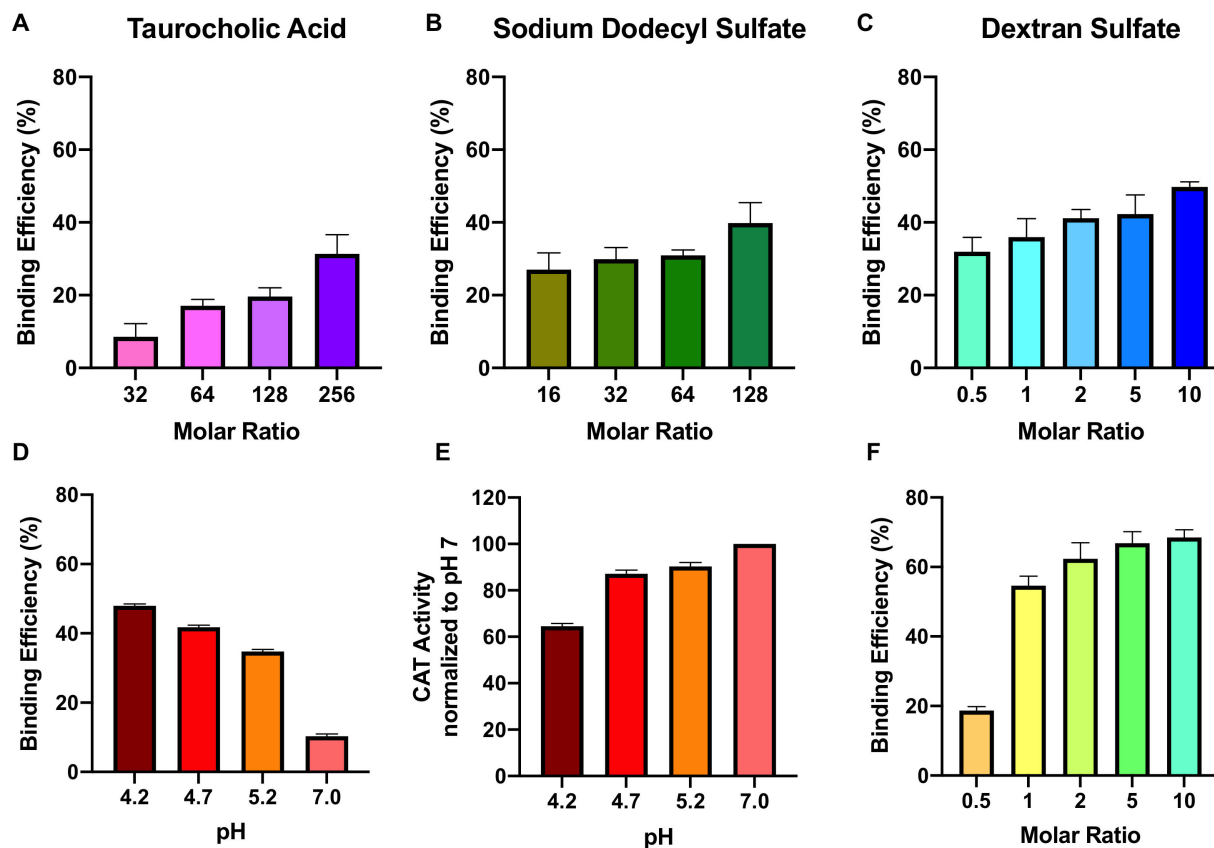 A
Taurocholic Acid
Binding Efficiency (%)
80
60
40
20
0
32 64 128 256
Molar Ratio
B
Sodium Dodecyl Sulfate
Binding Efficiency (%)
80
60
40
20
0
16 32 64 128
Molar Ratio
C
Dextran Sulfate
Binding Efficiency (%)
80
60
40
20
0
0.5 1 2 5 10
Molar Ratio
D
Binding Efficiency (%)
80
60
40
20
0
4.2 4.7 5.2 7.0
pH
E
CAT Activity
normalized to pH 7
120
100
80
60
40
20
0
4.2 4.7 5.2 7.0
pH
F
Binding Efficiency (%)
80
60
40
20
0
0.5 1 2 5 10
Molar Ratio